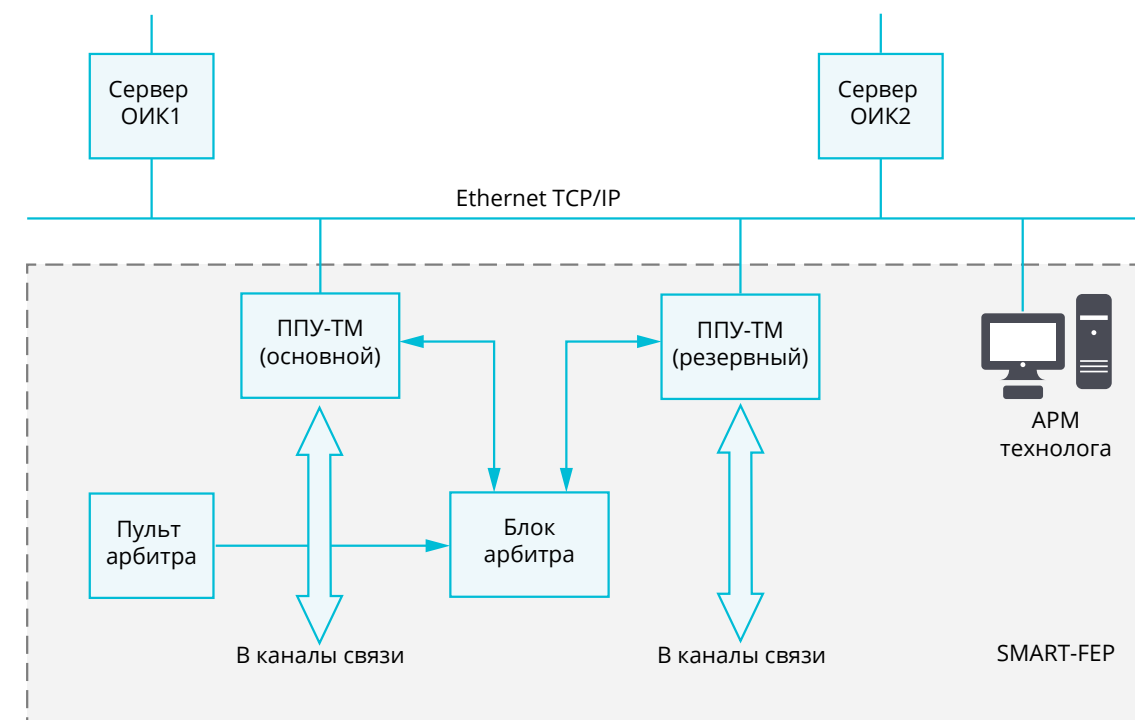 Сервер
ОИК1
Сервер
ОИК2
Ethernet TCP/IP
ППУ-ТМ
(основной)
ППУ-ТМ
(резервный)
АРМ
технолога
Пульт
арбитра
Блок
арбитра
В каналы связи
В каналы связи
SMART-FEP